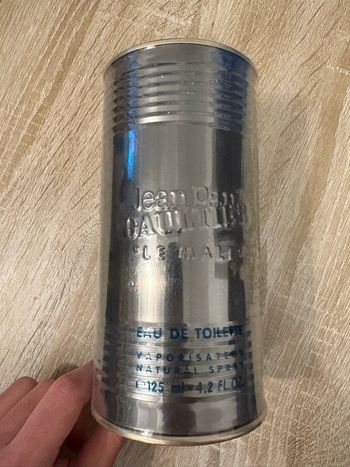 Jean Paul
GAULTIER
"LE MALE"
EAU DE TOILETTE
VAPORISATEUR
NATURAL SPRAY
℮125 ml - 4.2 FL.OZ.